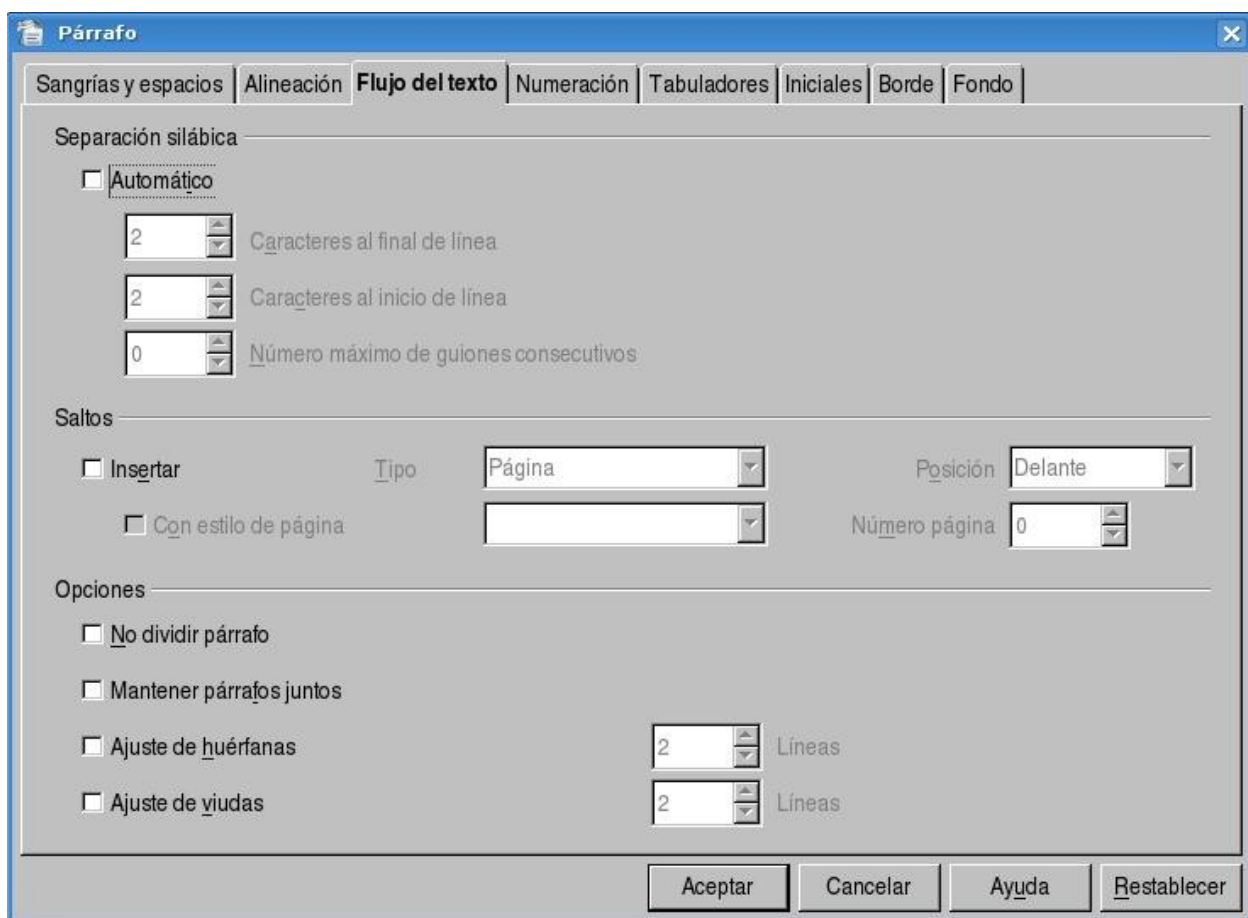 Párrafo
Sangrías y espacios Alineación Flujo del texto Numeración Tabuladores Iniciales Borde Fondo
Separación silábica
Automático
2 Caracteres al final de línea
2 Caracteres al inicio de línea
0 Número máximo de guiones consecutivos
Saltos
Insertar Tipo Página Posición Delante
Con estilo de página Número página 0
Opciones
No dividir párrafo
Mantener párrafos juntos
Ajuste de huérfanas 2 Líneas
Ajuste de viudas 2 Líneas
Aceptar Cancelar Ayuda Restablecer